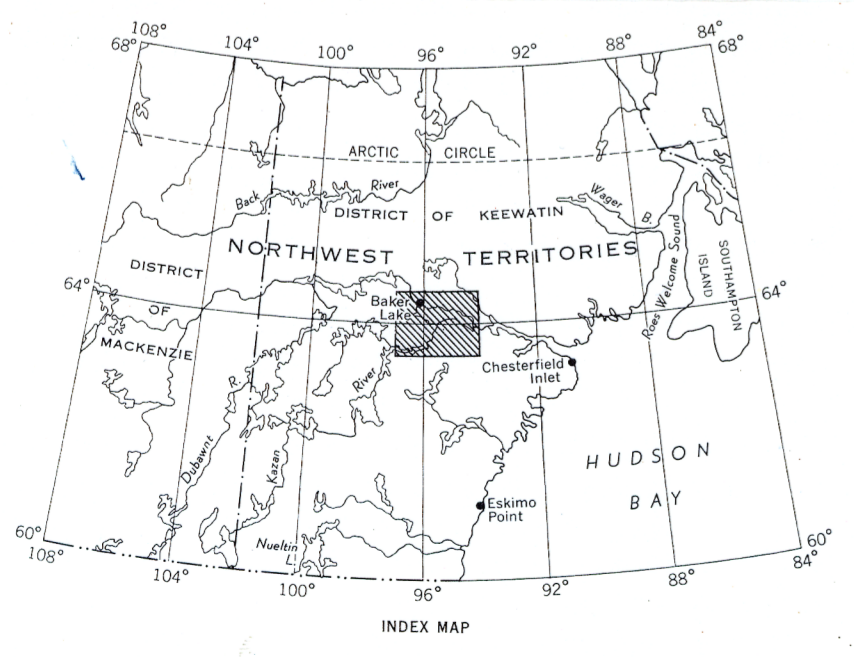 108° 104° 100° 96° 92° 88° 84°
68° 68°
ARCTIC CIRCLE
Back River
Wager B.
DISTRICT OF KEEWATIN
NORTHWEST TERRITORIES
Roes Welcome Sound
SOUTHAMPTON
ISLAND
DISTRICT
OF
MACKENZIE
64° 64°
Baker
Lake
Chesterfield
Inlet
River
R.
Dubawnt
Kazan
HUDSON
BAY
Eskimo
Point
Nueltin
L.
60° 60°
108° 104° 100° 96° 92° 88° 84°
INDEX MAP